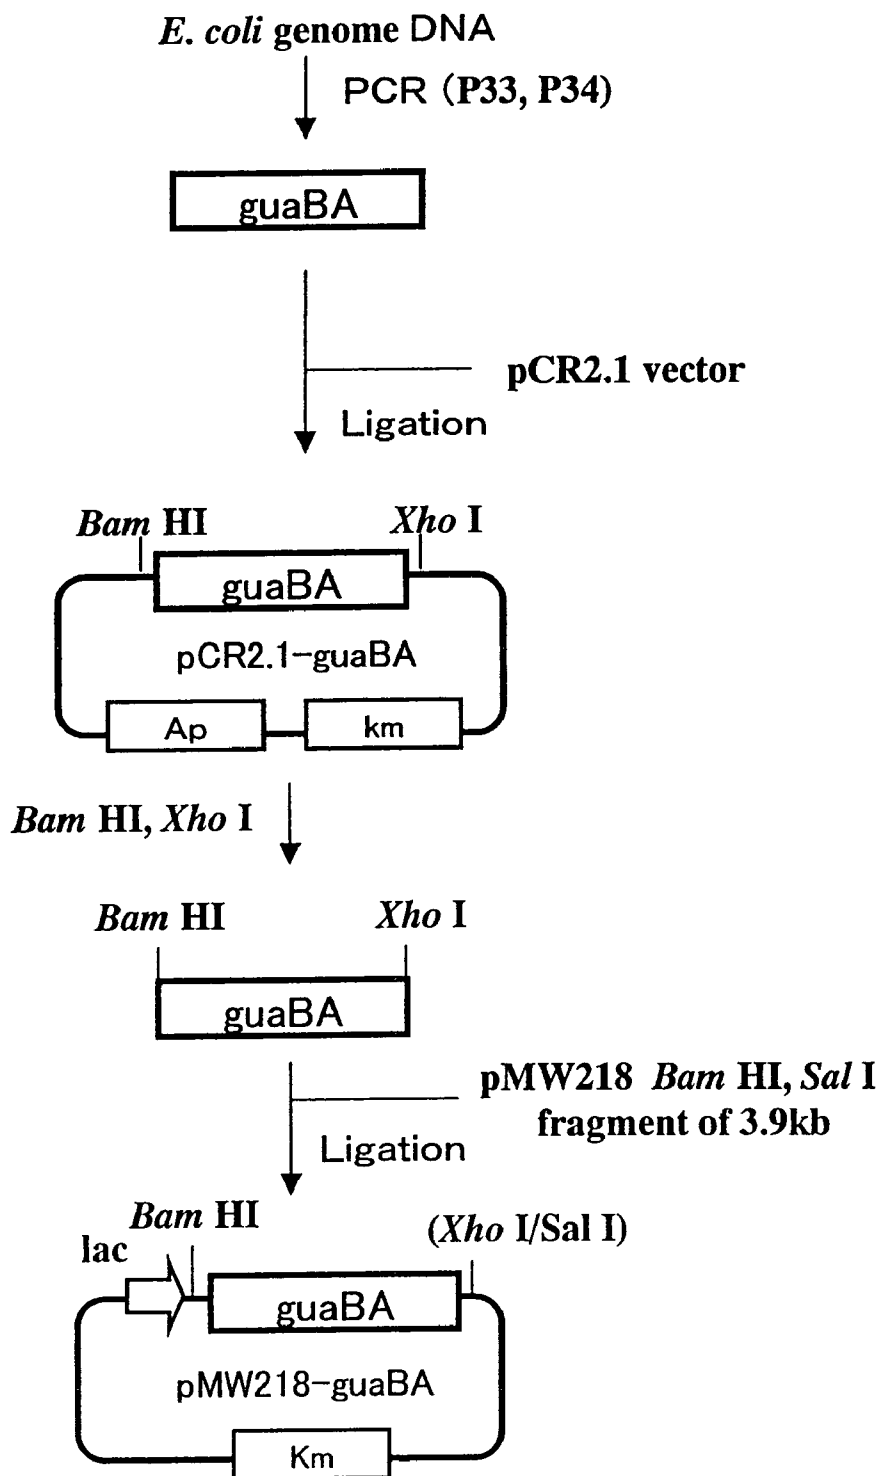 E. coli genome DNA
PCR (P33, P34)
guaBA
pCR2.1 vector
Ligation
Bam HI
Xho I
guaBA
pCR2.1-guaBA
Ap
km
Bam HI, Xho I
Bam HI
Xho I
guaBA
pMW218 Bam HI, Sal I
fragment of 3.9kb
Ligation
Bam HI
(Xho I/Sal I)
lac
guaBA
pMW218-guaBA
Km